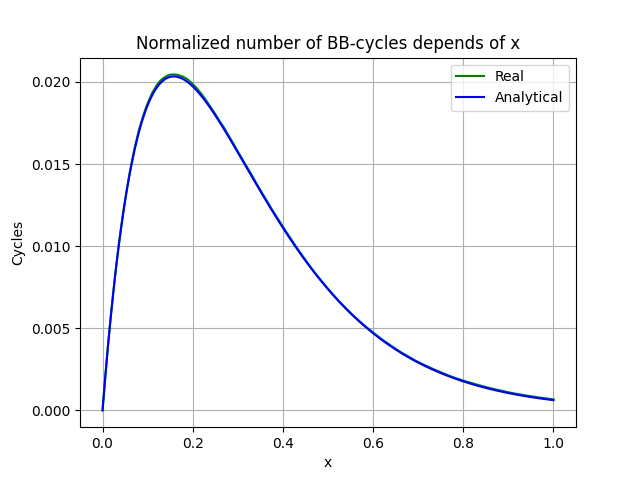 Normalized number of BB-cycles depends of x
Real
Analytical
Cycles
0.020
0.015
0.010
0.005
0.000
0.0 0.2 0.4 0.6 0.8 1.0
x